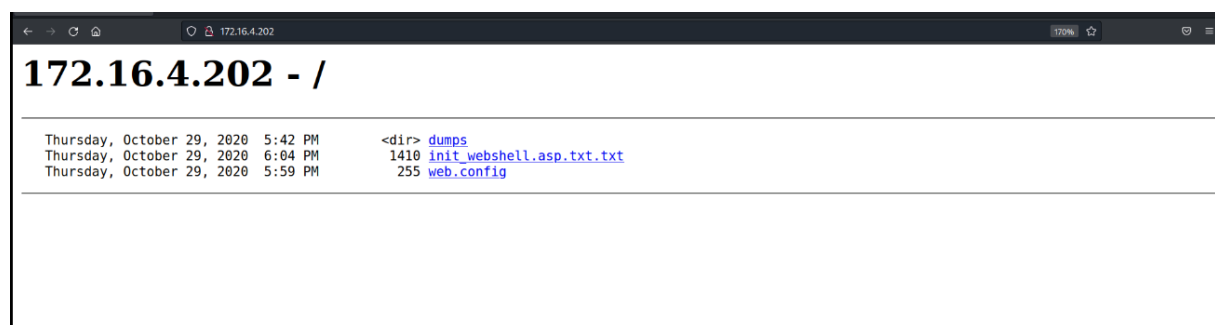 172.16.4.202
170%
172.16.4.202 - /
Thursday, October 29, 2020 5:42 PM <dir> dumps
Thursday, October 29, 2020 6:04 PM 1410 init_webshell.asp.txt.txt
Thursday, October 29, 2020 5:59 PM 255 web.config